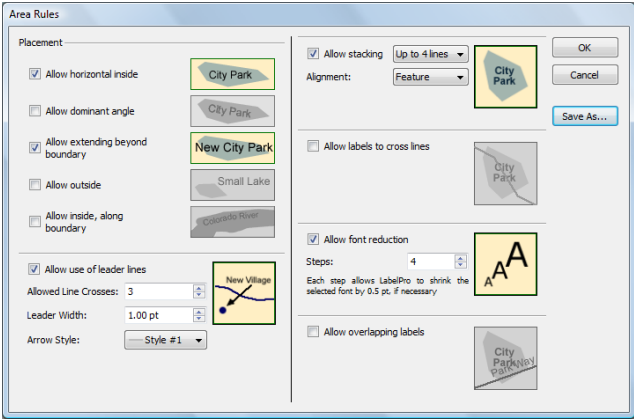 Area Rules
Placement
Allow horizontal inside
City Park
Allow dominant angle
City Park
Allow extending beyond
boundary
New City Park
Allow outside
Small Lake
Allow inside, along
boundary
Colorado River
Allow use of leader lines
Allowed Line Crosses: 3
Leader Width: 1.00 pt
Arrow Style: Style #1
New Village
Allow stacking Up to 4 lines
Alignment: Feature
City
Park
Allow labels to cross lines
City
Park
Allow font reduction
Steps: 4
Each step allows LabelPro to shrink the
selected font by 0.5 pt, if necessary
A A A
Allow overlapping labels
City
Park
Park Way
OK
Cancel
Save As...